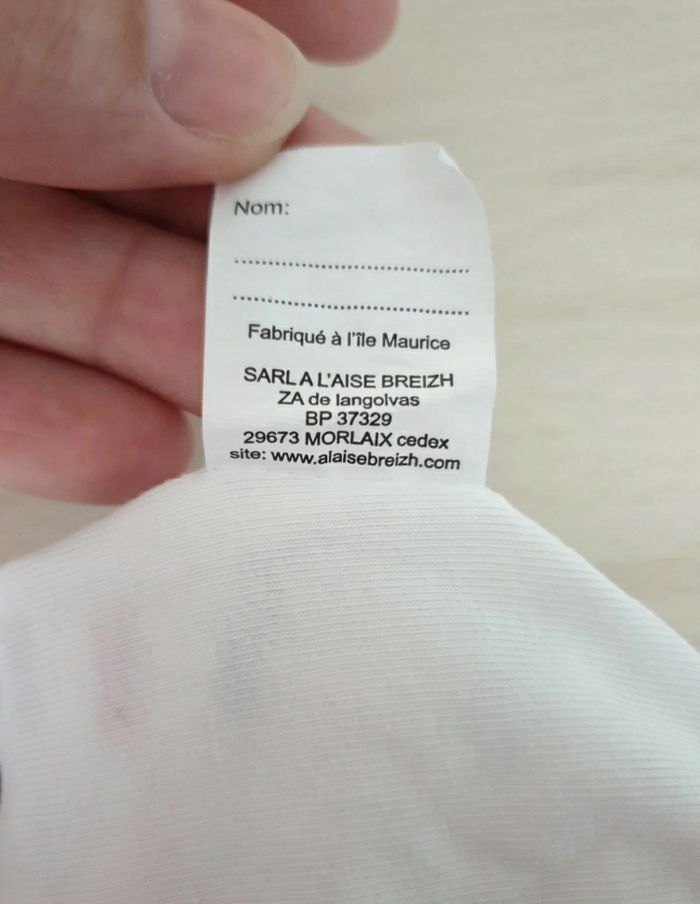 Nom:
................................................
................................................
Fabriqué à l'île Maurice
SARL A L'AISE BREIZH
ZA de langolvas
BP 37329
29673 MORLAIX cedex
site: www.alaisebreizh.com